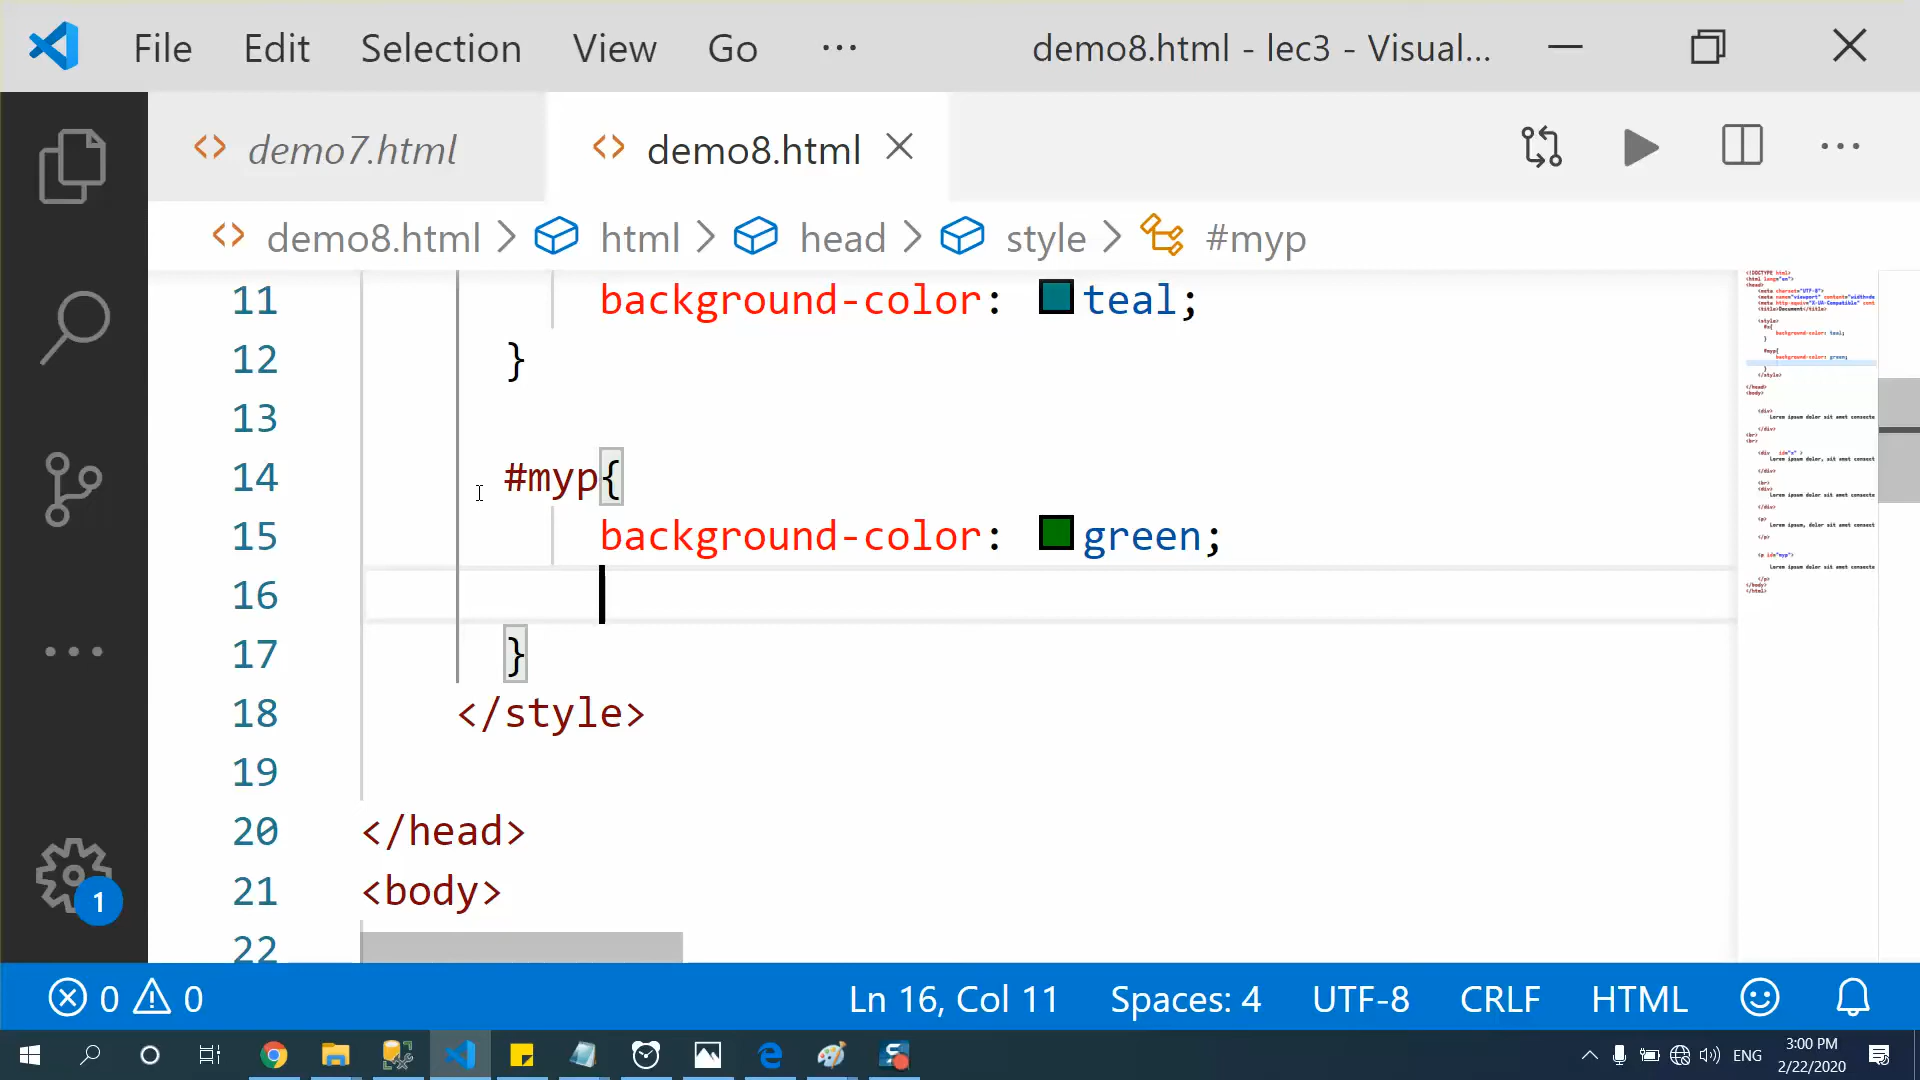 File Edit Selection View Go ··· demo8.html - lec3 - Visual...
demo7.html demo8.html
demo8.html > html > head > style > #myp
11 background-color: teal;
12 }
13
14 #myp{
15 background-color: green;
16
17 }
18 </style>
19
20 </head>
21 <body>
22
1
0 0 Ln 16, Col 11 Spaces: 4 UTF-8 CRLF HTML
ENG 3:00 PM
2/22/2020